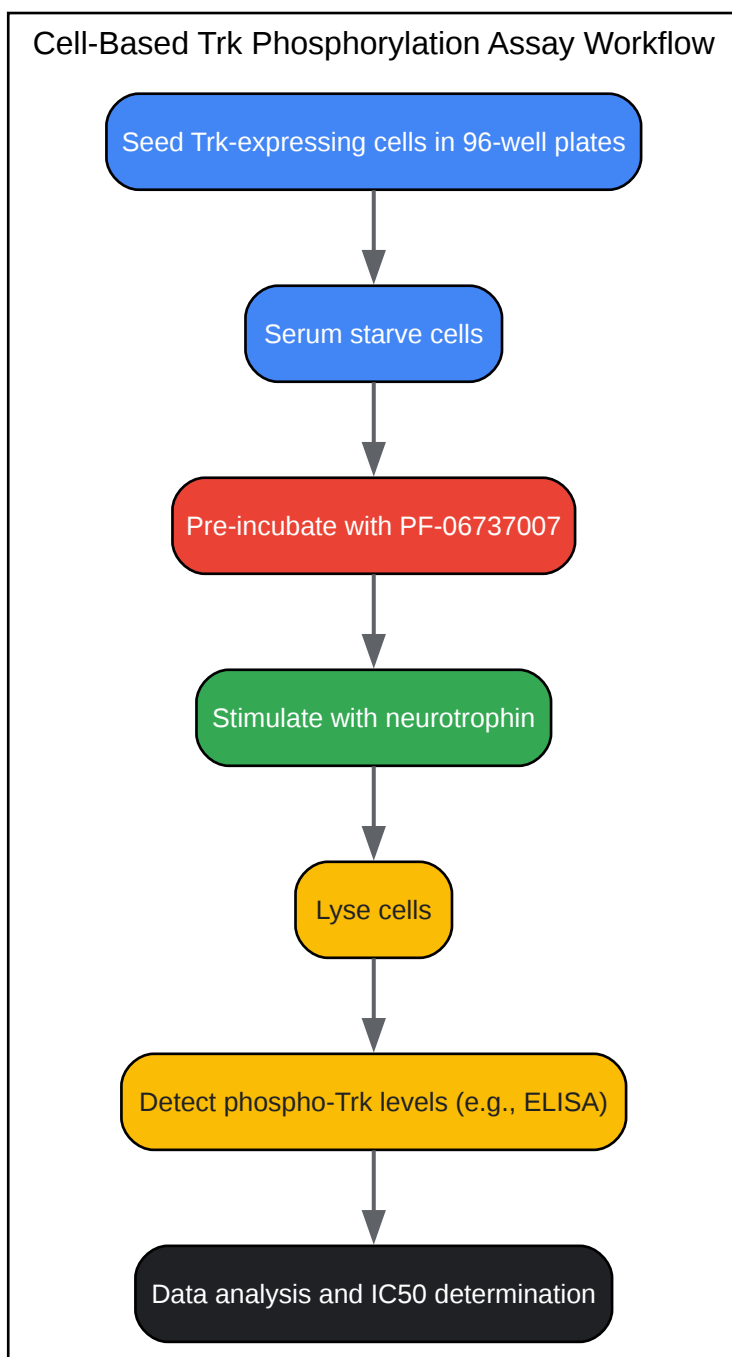 Cell-Based Trk Phosphorylation Assay Workflow
Seed Trk-expressing cells in 96-well plates
Serum starve cells
Pre-incubate with PF-06737007
Stimulate with neurotrophin
Lyse cells
Detect phospho-Trk levels (e.g., ELISA)
Data analysis and IC50 determination